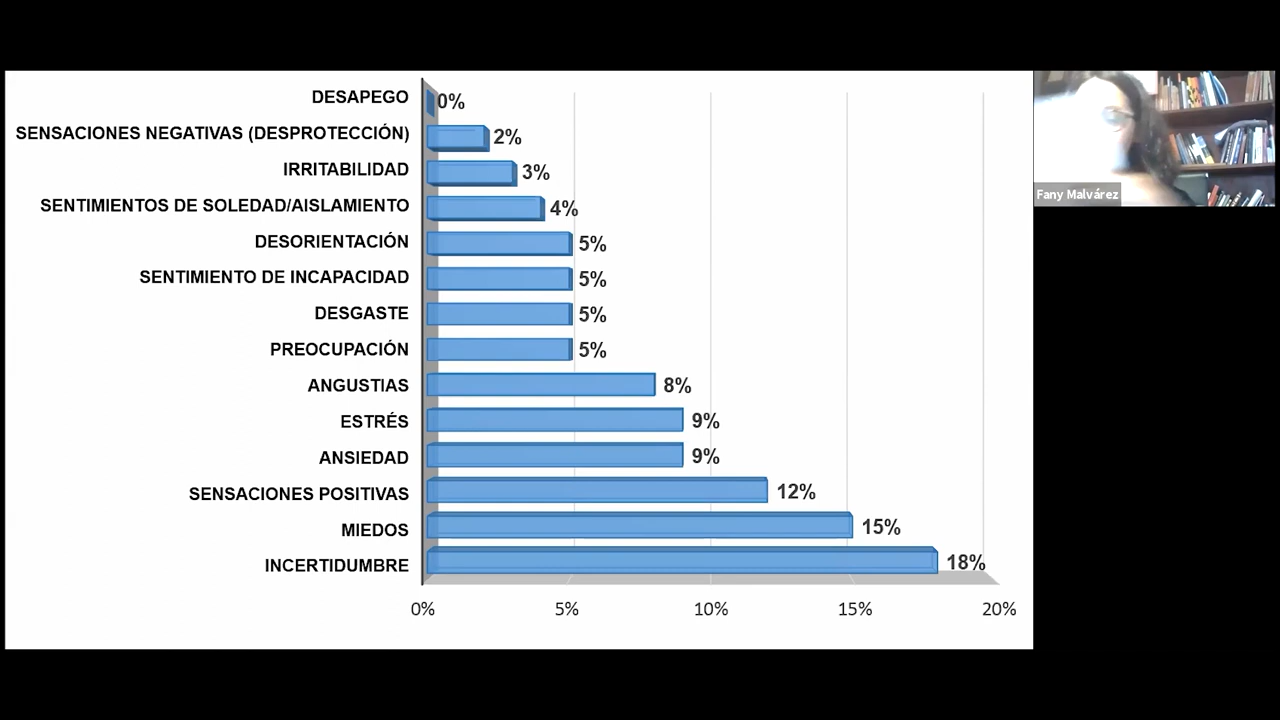 DESAPEGO 0%
SENSACIONES NEGATIVAS (DESPROTECCIÓN) 2%
IRRITABILIDAD 3%
SENTIMIENTOS DE SOLEDAD/AISLAMIENTO 4%
DESORIENTACIÓN 5%
SENTIMIENTO DE INCAPACIDAD 5%
DESGASTE 5%
PREOCUPACIÓN 5%
ANGUSTIAS 8%
ESTRÉS 9%
ANSIEDAD 9%
SENSACIONES POSITIVAS 12%
MIEDOS 15%
INCERTIDUMBRE 18%
0% 5% 10% 15% 20%
Fany Malvárez